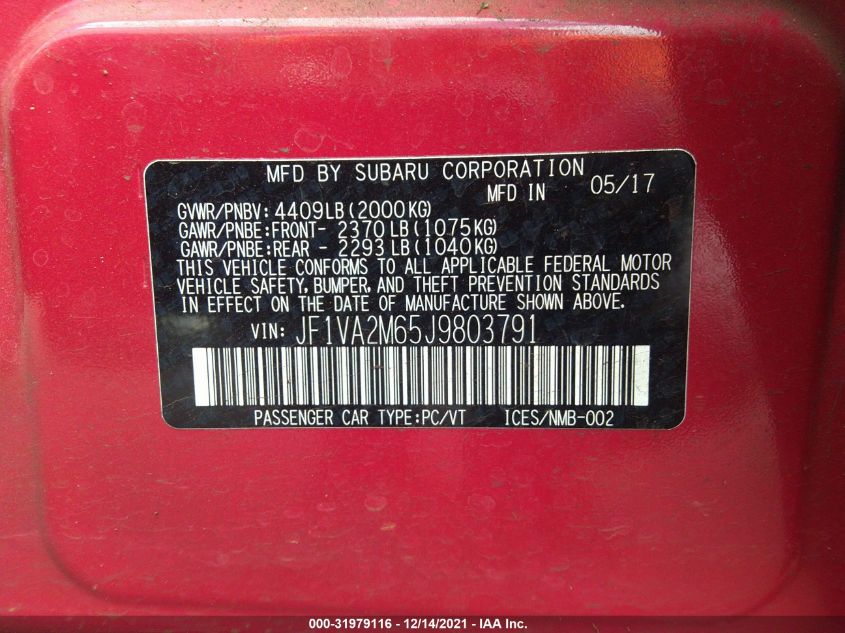 MFD BY SUBARU CORPORATION
MFD IN 05/17
GVWR/PNBV: 4409LB(2000KG)
GAWR/PNBE:FRONT- 2370LB(1075KG)
GAWR/PNBE:REAR - 2293LB(1040KG)
THIS VEHICLE CONFORMS TO ALL APPLICABLE FEDERAL MOTOR
VEHICLE SAFETY, BUMPER, AND THEFT PREVENTION STANDARDS
IN EFFECT ON THE DATE OF MANUFACTURE SHOWN ABOVE.
VIN: JF1VA2M65J9803791
PASSENGER CAR TYPE:PC/VT ICES/NMB-002
000-31979116 - 12/14/2021 - IAA Inc.